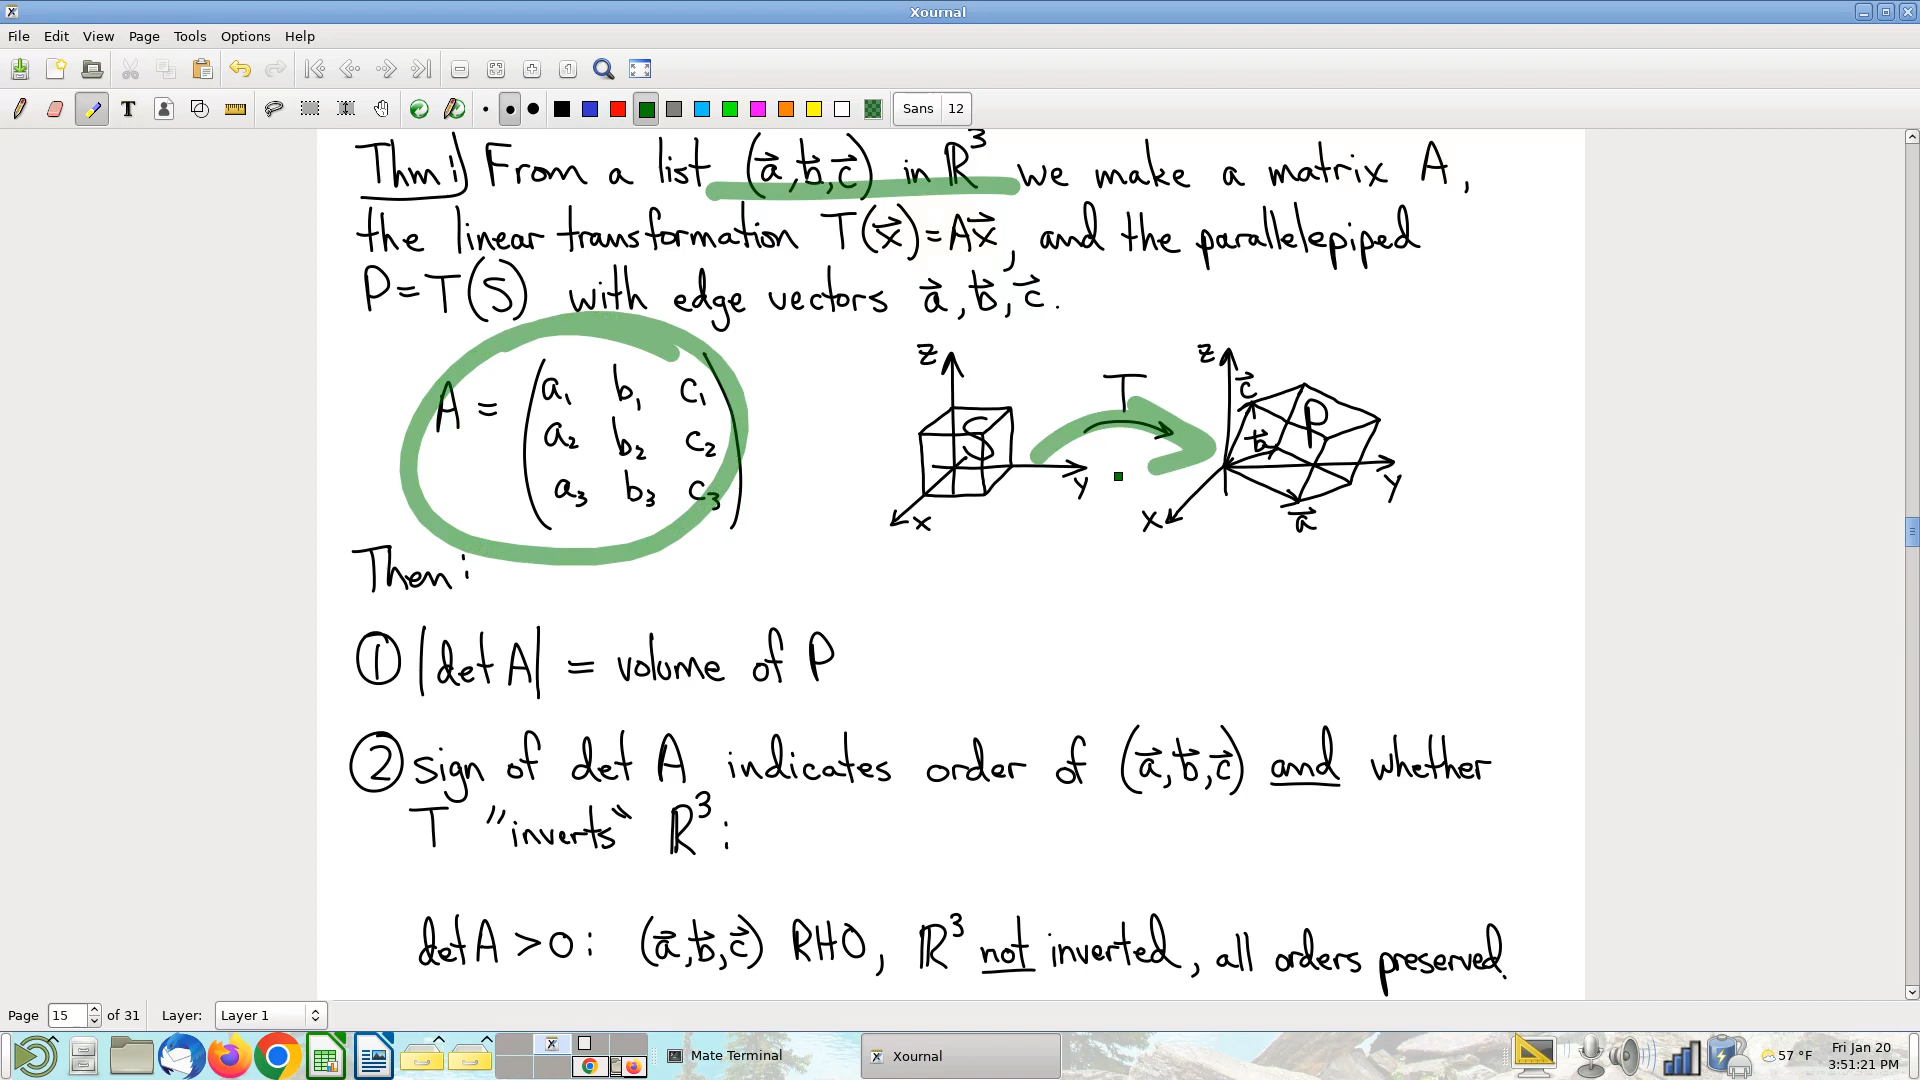 Xournal
File Edit View Page Tools Options Help
Sans 12
Thm: From a list (a⃗,b⃗,c⃗) in ℝ³ we make a matrix A,
the linear transformation T(x⃗)=Ax⃗, and the parallelepiped
P=T(S) with edge vectors a⃗,b⃗,c⃗.
A = (a₁ b₁ c₁
a₂ b₂ c₂
a₃ b₃ c₃)
z S y x
T
z c⃗ P b⃗ y x a⃗
Then:
① |det A| = volume of P
② sign of det A indicates order of (a⃗,b⃗,c⃗) and whether
T "inverts" ℝ³:
det A > 0: (a⃗,b⃗,c⃗) RHO, ℝ³ not inverted, all orders preserved.
Page 15 of 31 Layer: Layer 1
Mate Terminal Xournal 57 °F Fri Jan 20
3:51:21 PM